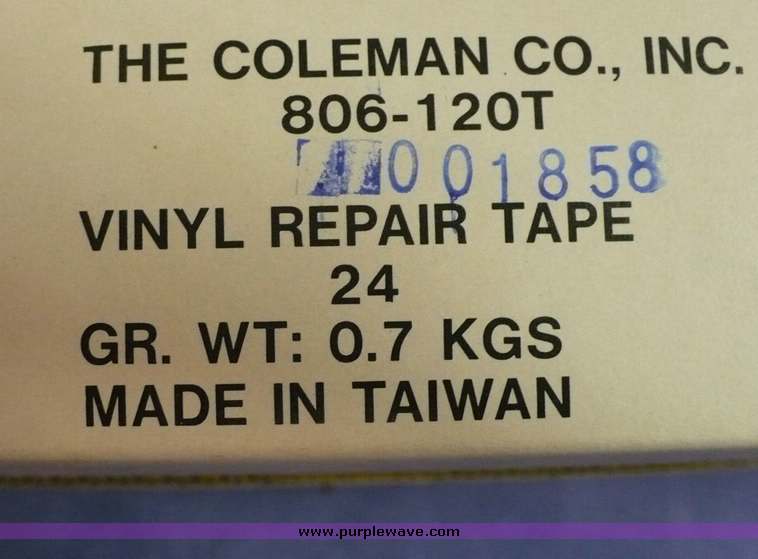 THE COLEMAN CO., INC.
806-120T
001858
VINYL REPAIR TAPE
24
GR. WT: 0.7 KGS
MADE IN TAIWAN
www.purplewave.com